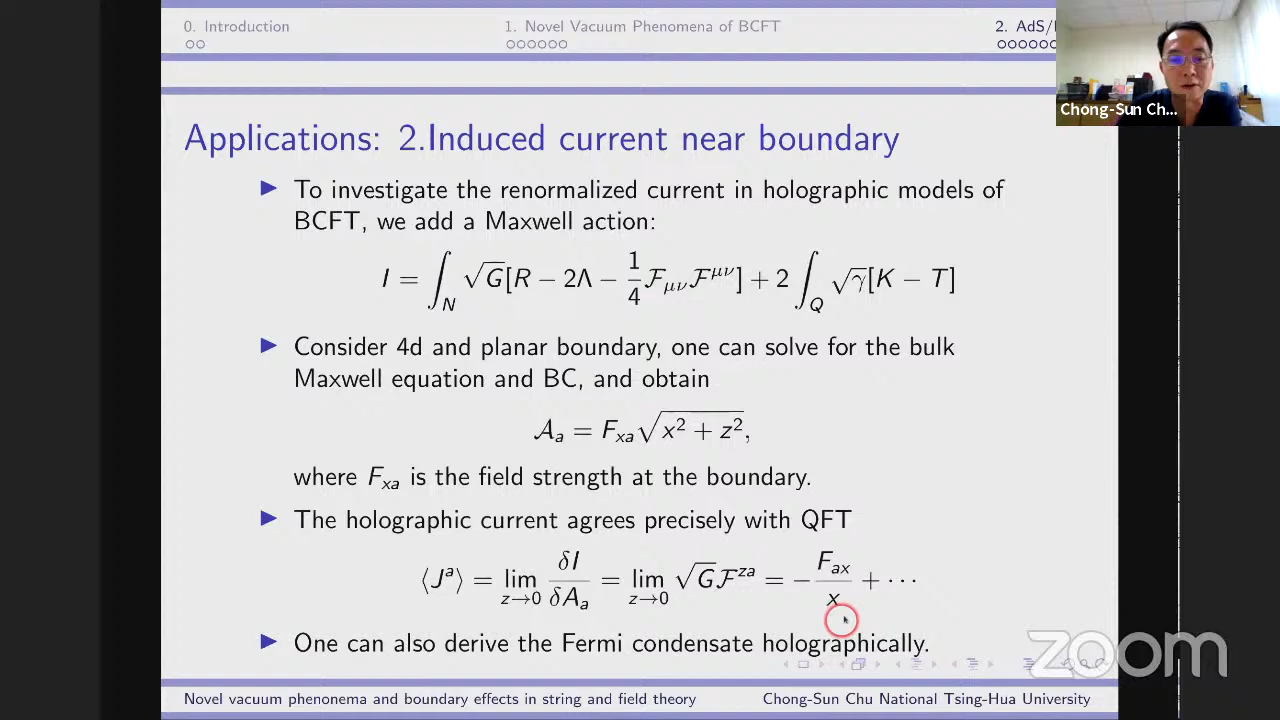 0. Introduction
1. Novel Vacuum Phenomena of BCFT
2. AdS/
Chong-Sun Ch...
Applications: 2.Induced current near boundary
▶ To investigate the renormalized current in holographic models of
BCFT, we add a Maxwell action:
I = ∫_N √G[R − 2Λ − 1/4 ℱ_μν ℱ^μν] + 2 ∫_Q √γ[K − T]
▶ Consider 4d and planar boundary, one can solve for the bulk
Maxwell equation and BC, and obtain
𝒜_a = F_xa √(x² + z²),
where F_xa is the field strength at the boundary.
▶ The holographic current agrees precisely with QFT
⟨J^a⟩ = lim_{z→0} δI/δA_a = lim_{z→0} √G ℱ^za = − F_ax/x + ⋯
▶ One can also derive the Fermi condensate holographically.
zoom
Novel vacuum phonenoma and boundary effects in string and field theory
Chong-Sun Chu National Tsing-Hua University